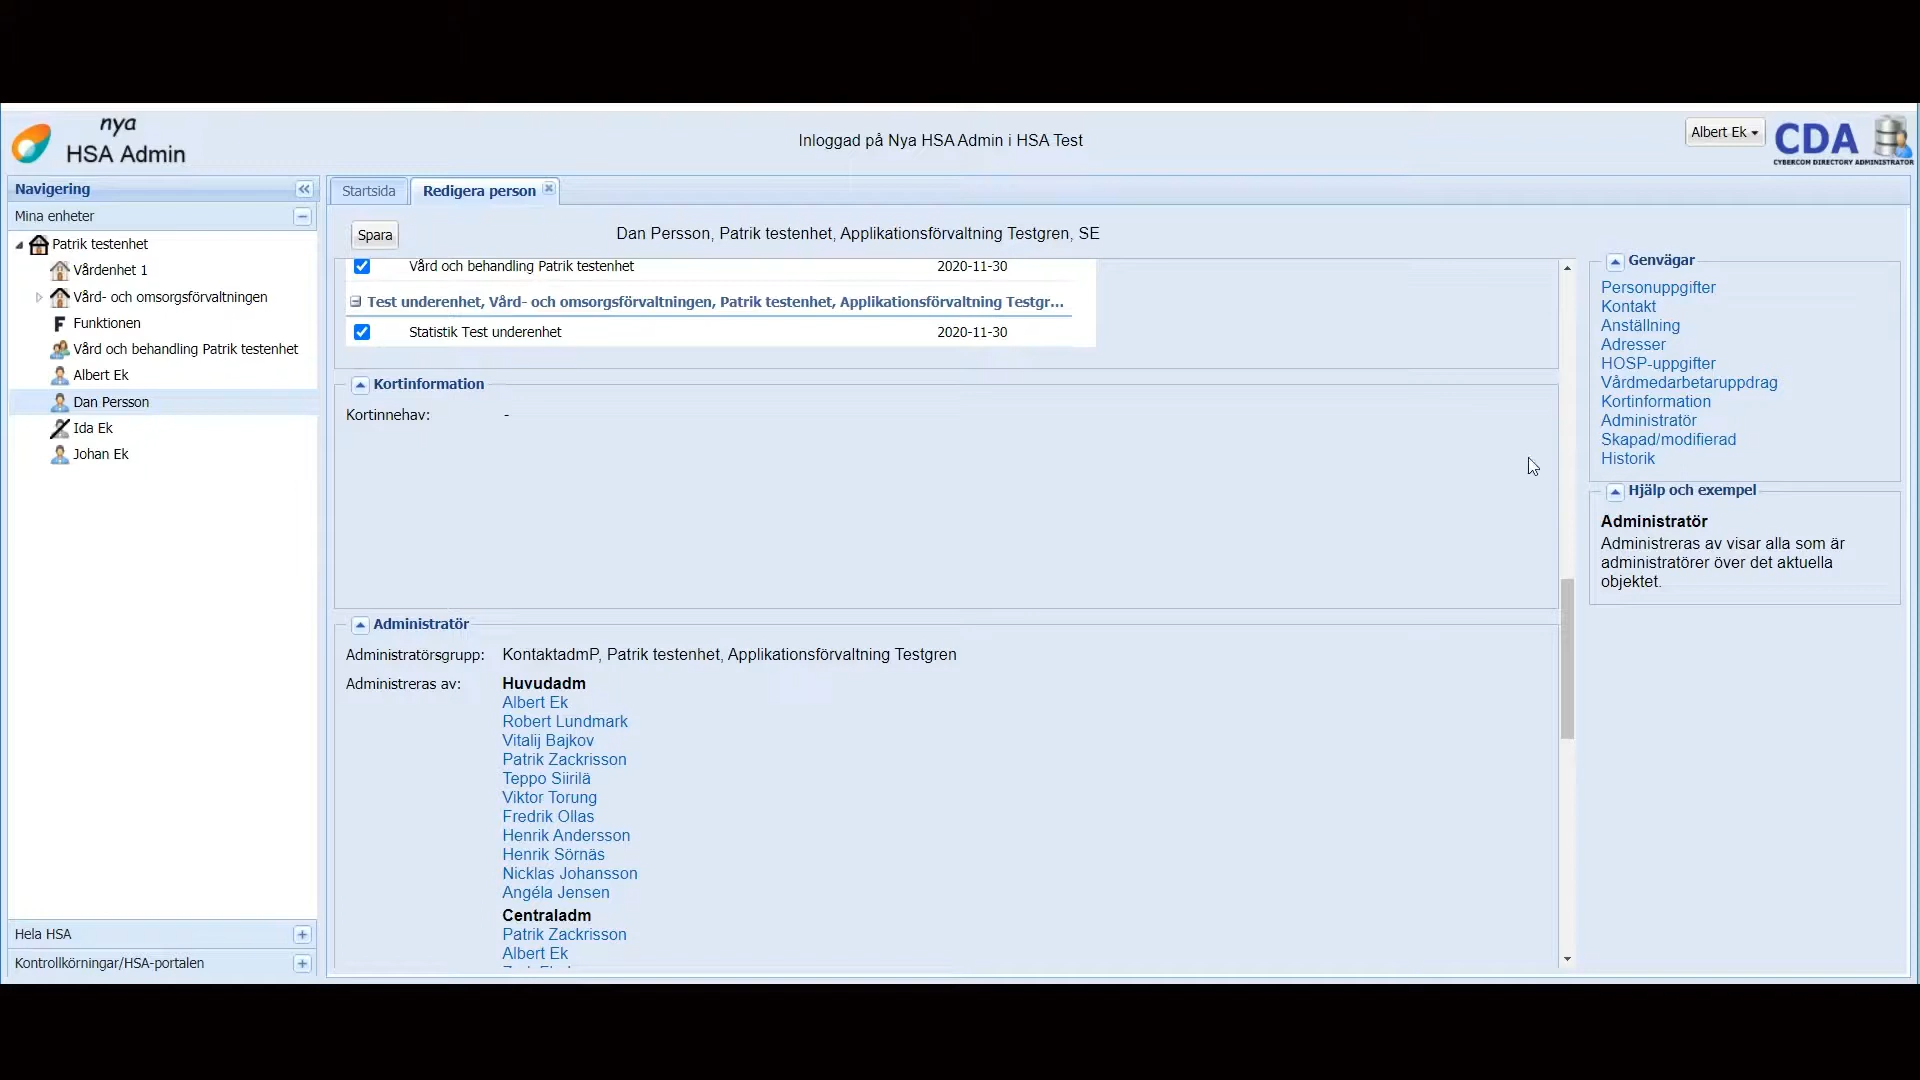 nya
HSA Admin
Inloggad på Nya HSA Admin i HSA Test
Albert Ek
CDA
CYBERCOM DIRECTORY ADMINISTRATOR
Navigering
Mina enheter
Patrik testenhet
Vårdenhet 1
Vård- och omsorgsförvaltningen
Funktionen
Vård och behandling Patrik testenhet
Albert Ek
Dan Persson
Ida Ek
Johan Ek
Hela HSA
Kontrollkörningar/HSA-portalen
Startsida
Redigera person
Spara
Dan Persson, Patrik testenhet, Applikationsförvaltning Testgren, SE
Vård och behandling Patrik testenhet 2020-11-30
Test underenhet, Vård- och omsorgsförvaltningen, Patrik testenhet, Applikationsförvaltning Testgr...
Statistik Test underenhet 2020-11-30
Kortinformation
Kortinnehav: -
Administratör
Administratörsgrupp: KontaktadmP, Patrik testenhet, Applikationsförvaltning Testgren
Administreras av: Huvudadm
Albert Ek
Robert Lundmark
Vitalij Bajkov
Patrik Zackrisson
Teppo Siirilä
Viktor Torung
Fredrik Ollas
Henrik Andersson
Henrik Sörnäs
Nicklas Johansson
Angéla Jensen
Centraladm
Patrik Zackrisson
Albert Ek
Genvägar
Personuppgifter
Kontakt
Anställning
Adresser
HOSP-uppgifter
Vårdmedarbetaruppdrag
Kortinformation
Administratör
Skapad/modifierad
Historik
Hjälp och exempel
Administratör
Administreras av visar alla som är
administratörer över det aktuella
objektet.